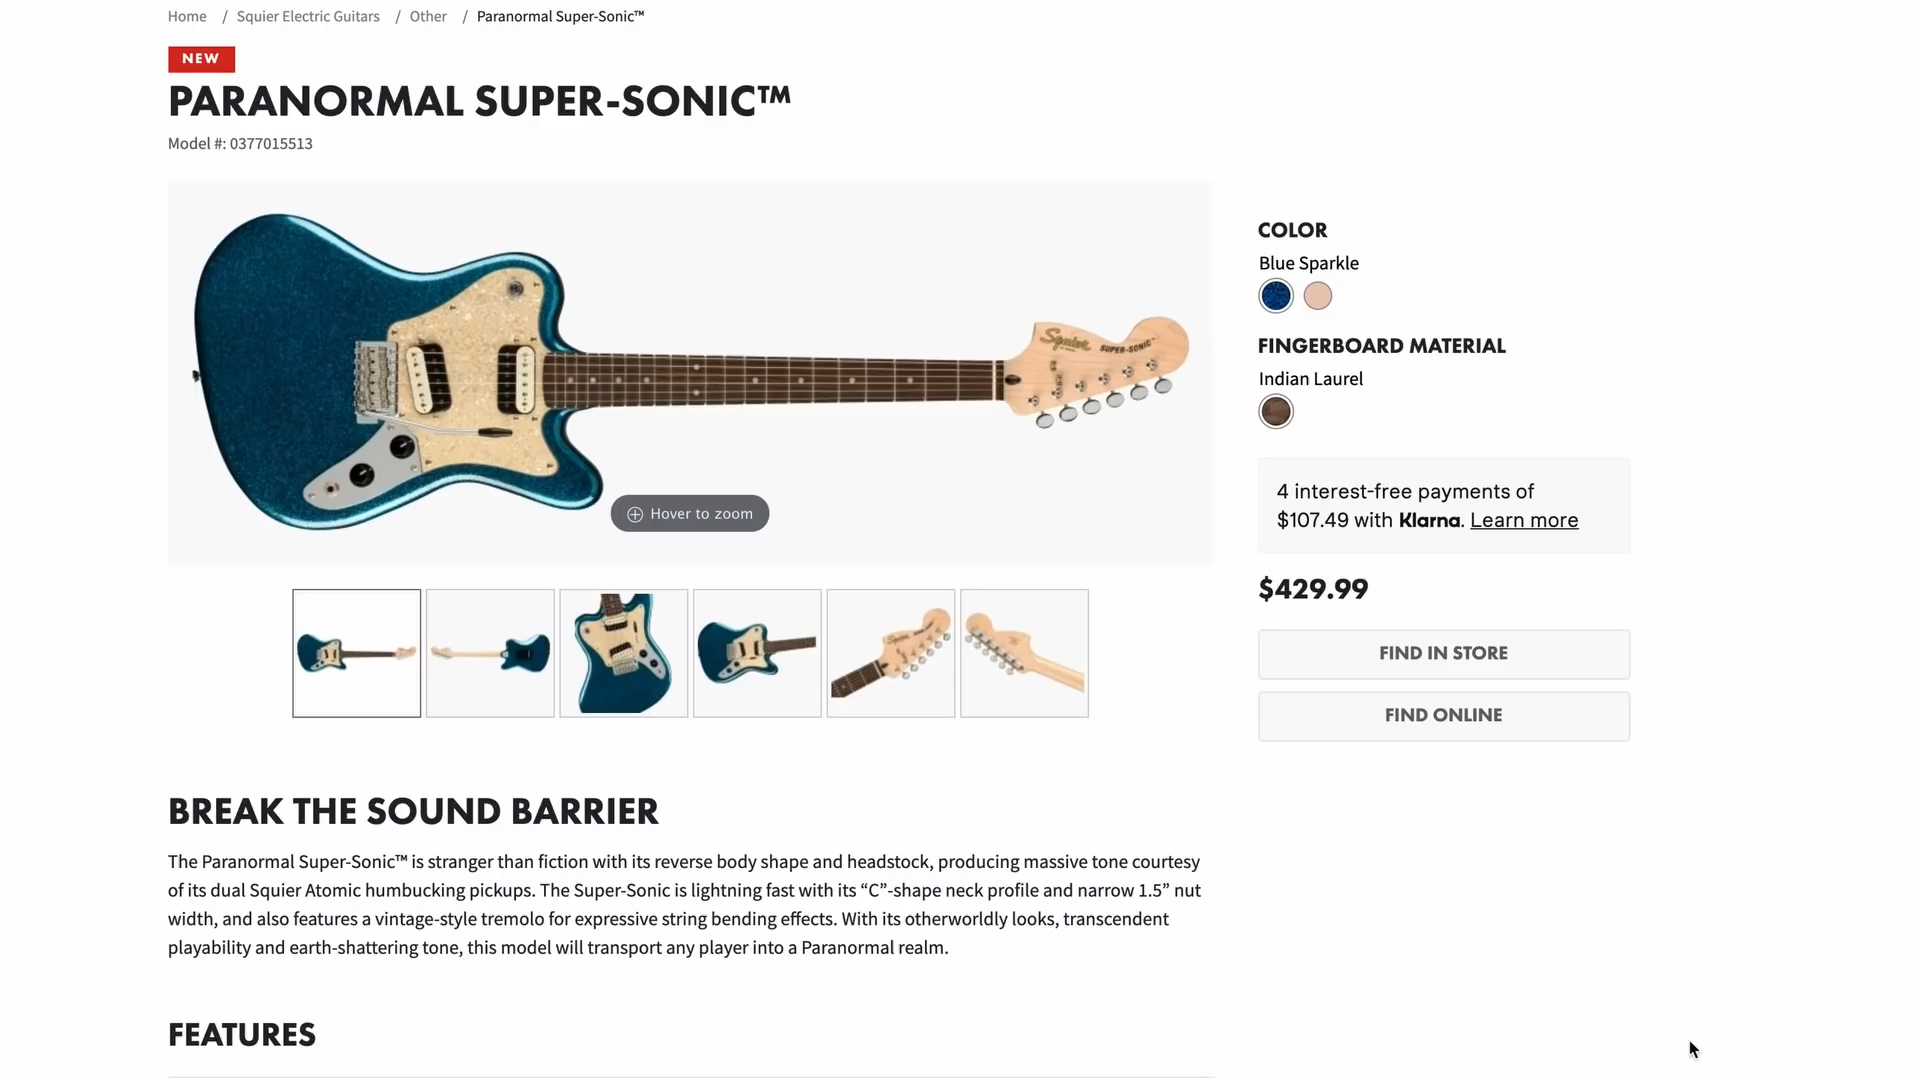 Home / Squier Electric Guitars / Other / Paranormal Super-Sonic™
NEW
PARANORMAL SUPER-SONIC™
Model #: 0377015513
Squier
SUPER-SONIC™
Hover to zoom
COLOR
Blue Sparkle
FINGERBOARD MATERIAL
Indian Laurel
4 interest-free payments of
$107.49 with Klarna. Learn more
$429.99
FIND IN STORE
FIND ONLINE
BREAK THE SOUND BARRIER
The Paranormal Super-Sonic™ is stranger than fiction with its reverse body shape and headstock, producing massive tone courtesy
of its dual Squier Atomic humbucking pickups. The Super-Sonic is lightning fast with its “C”-shape neck profile and narrow 1.5” nut
width, and also features a vintage-style tremolo for expressive string bending effects. With its otherworldly looks, transcendent
playability and earth-shattering tone, this model will transport any player into a Paranormal realm.
FEATURES